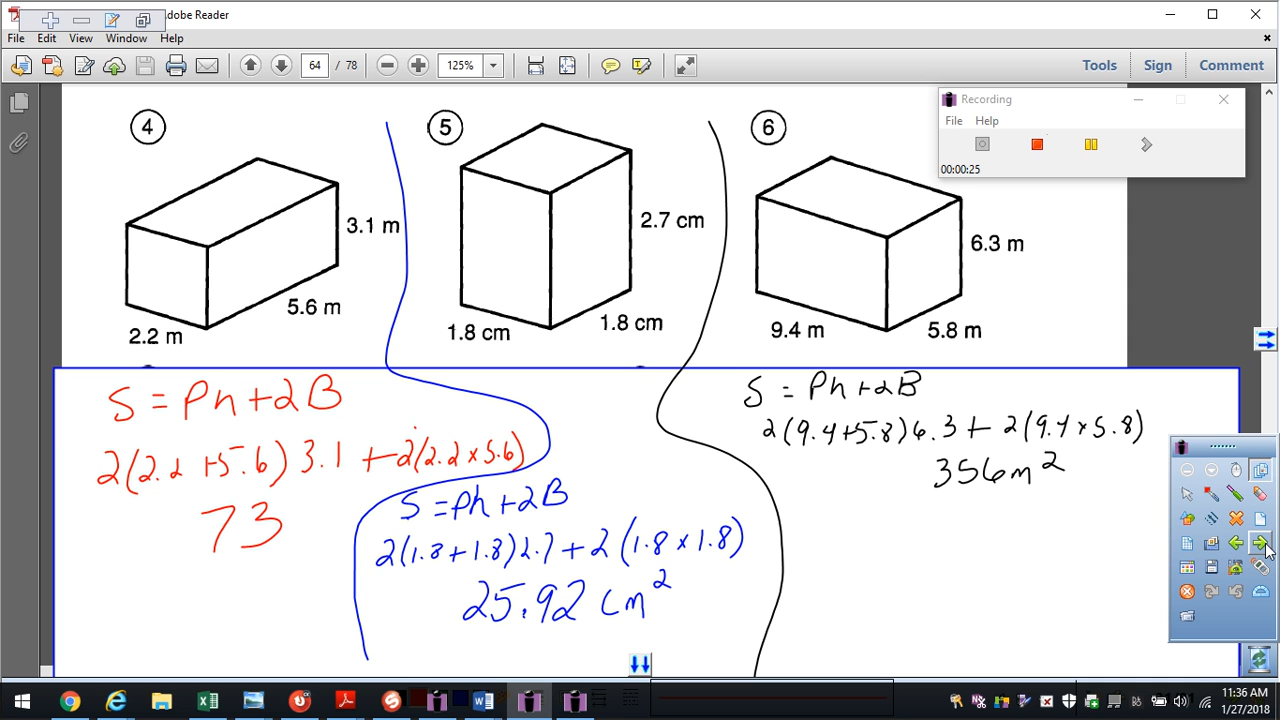 Adobe Reader
File Edit View Window Help
64 / 78
125%
Tools Sign Comment
Recording
File Help
00:00:25
4
3.1 m
5.6 m
2.2 m
5
2.7 cm
1.8 cm
1.8 cm
6
6.3 m
9.4 m
5.8 m
S = Ph + 2B
2(2.2 + 5.6) 3.1 + 2(2.2 × 5.6)
73
S = Ph + 2B
2(1.8 + 1.8) 2.7 + 2(1.8 × 1.8)
25.92 cm²
S = Ph + 2B
2(9.4 + 5.8) 6.3 + 2(9.4 × 5.8)
356 m²
11:36 AM
1/27/2018